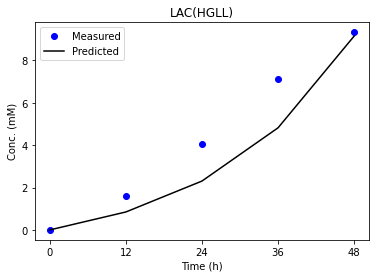 LAC(HGLL)
Measured
Predicted
Conc. (mM)
8
6
4
2
0
0 12 24 36 48
Time (h)